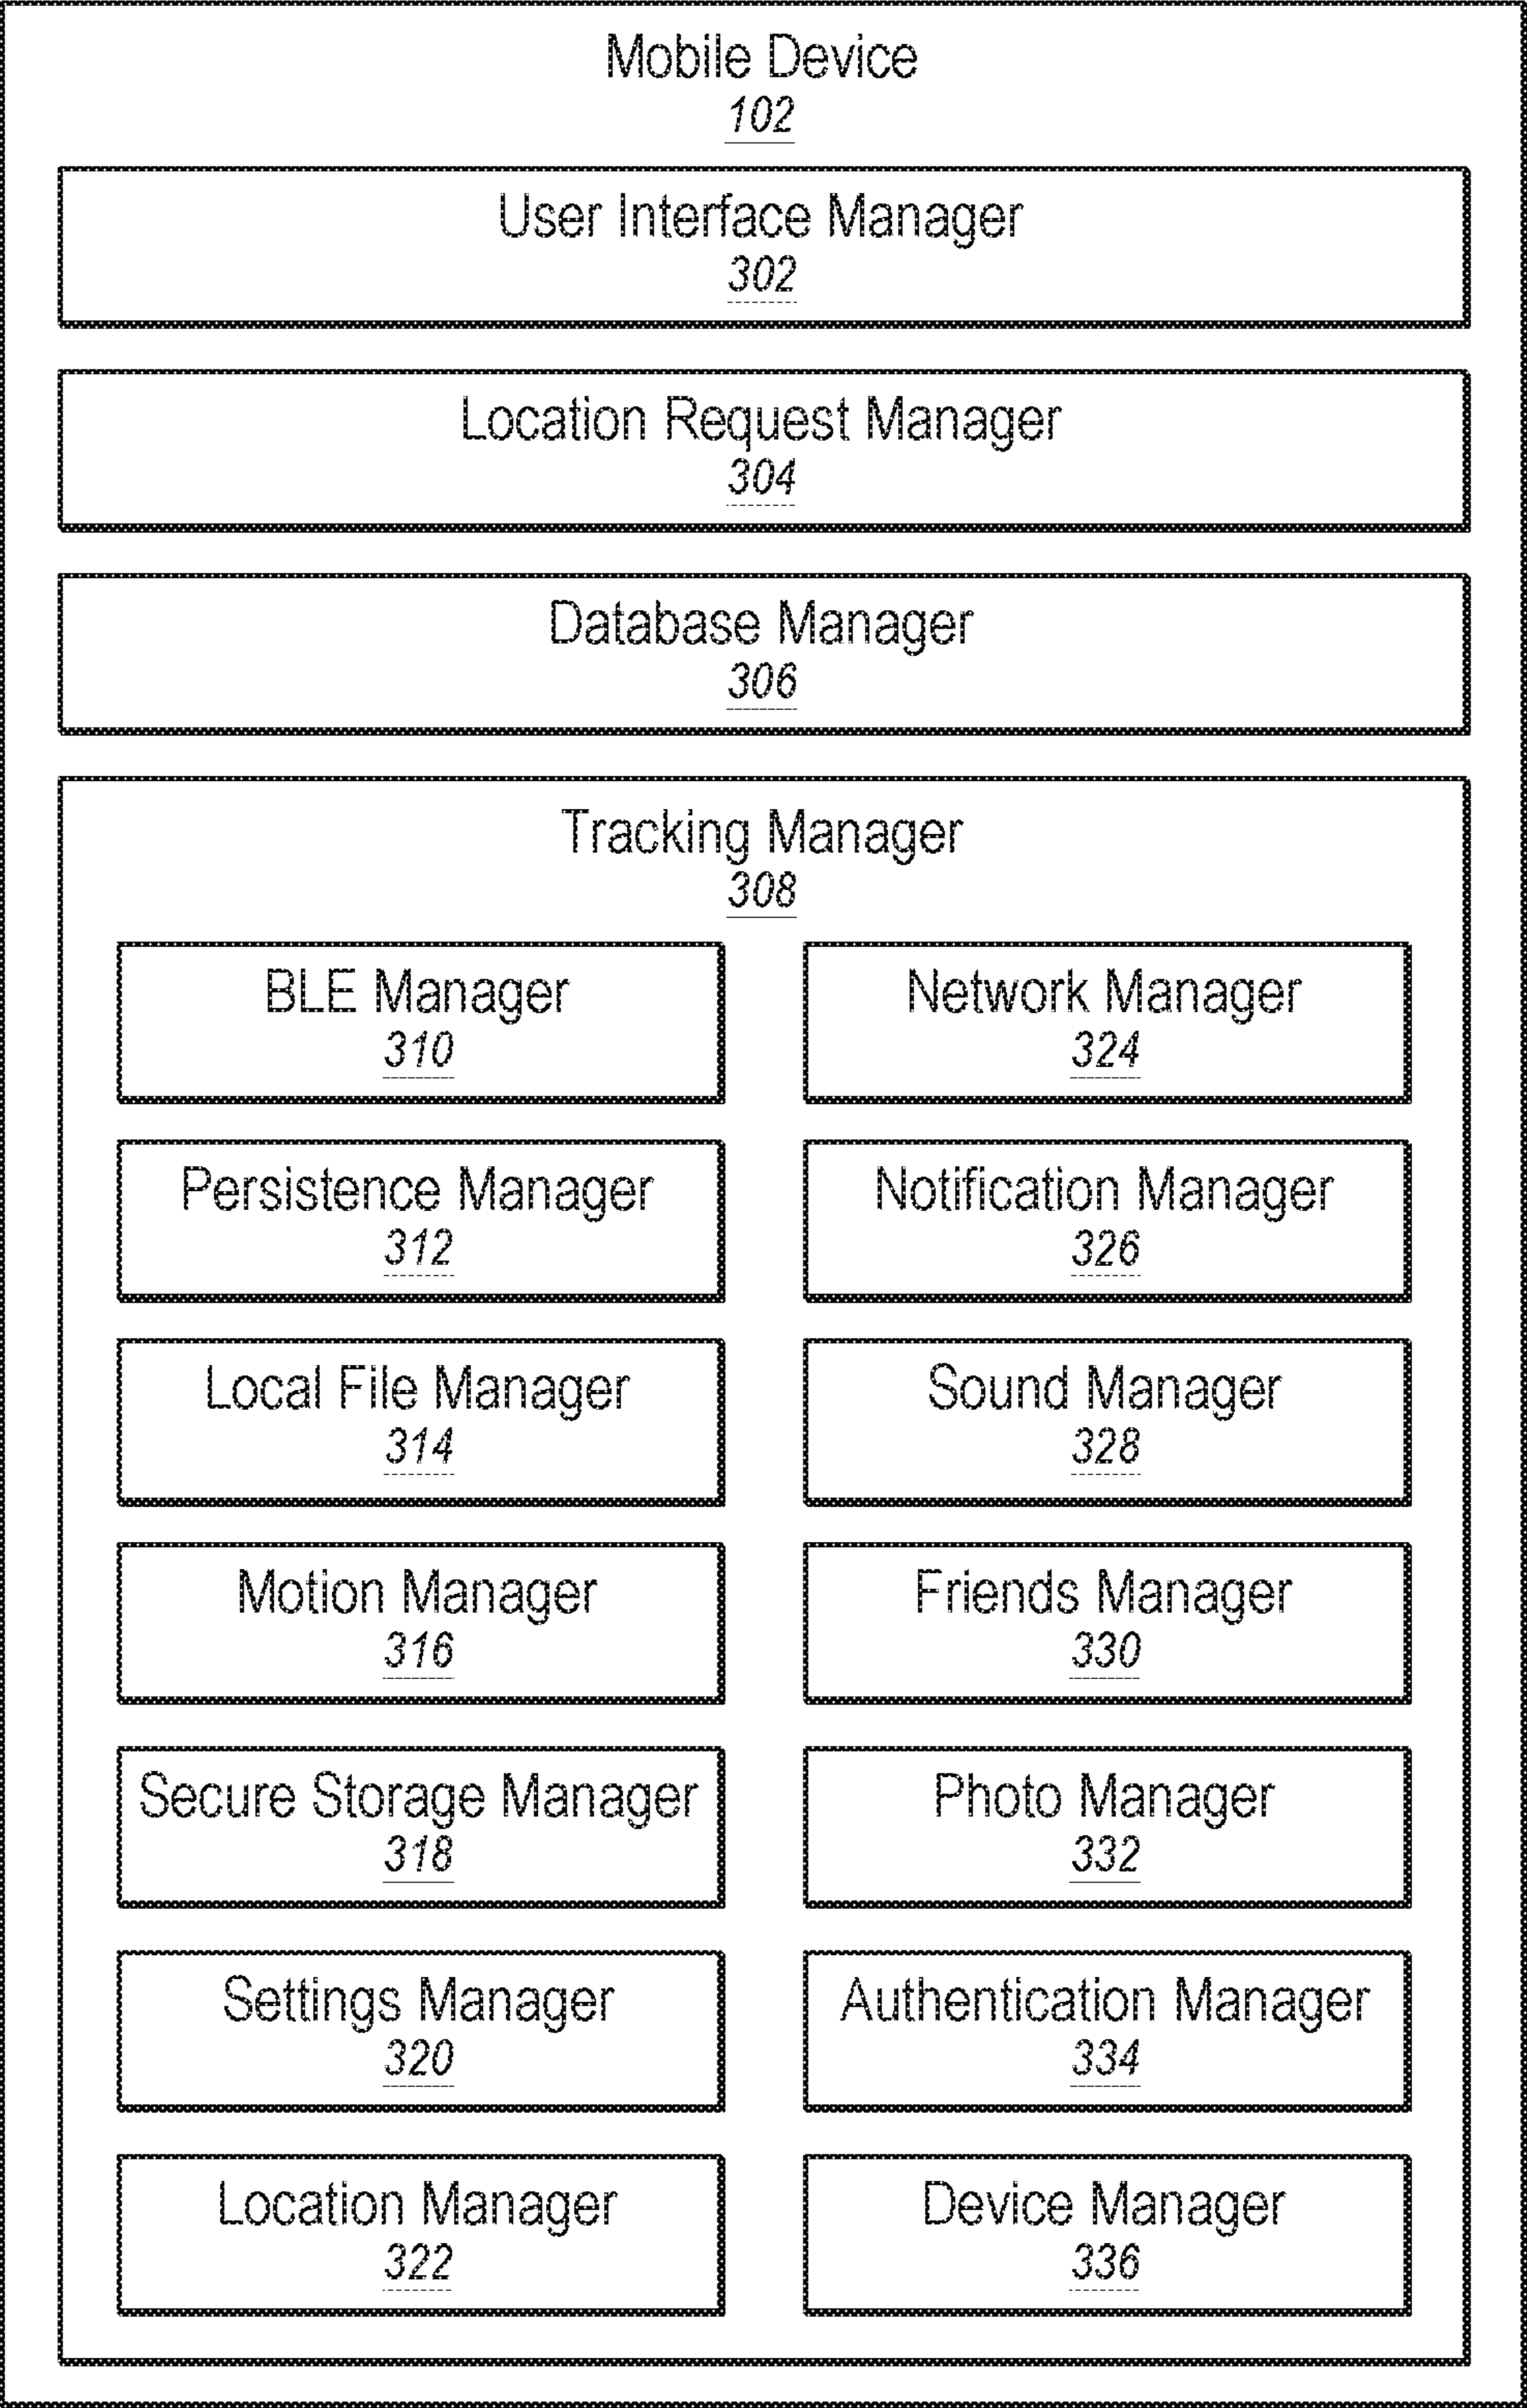 Mobile Device
102
User Interface Manager
302
Location Request Manager
304
Database Manager
306
Tracking Manager
308
BLE Manager
310
Network Manager
324
Persistence Manager
312
Notification Manager
326
Local File Manager
314
Sound Manager
328
Motion Manager
316
Friends Manager
330
Secure Storage Manager
318
Photo Manager
332
Settings Manager
320
Authentication Manager
334
Location Manager
322
Device Manager
336